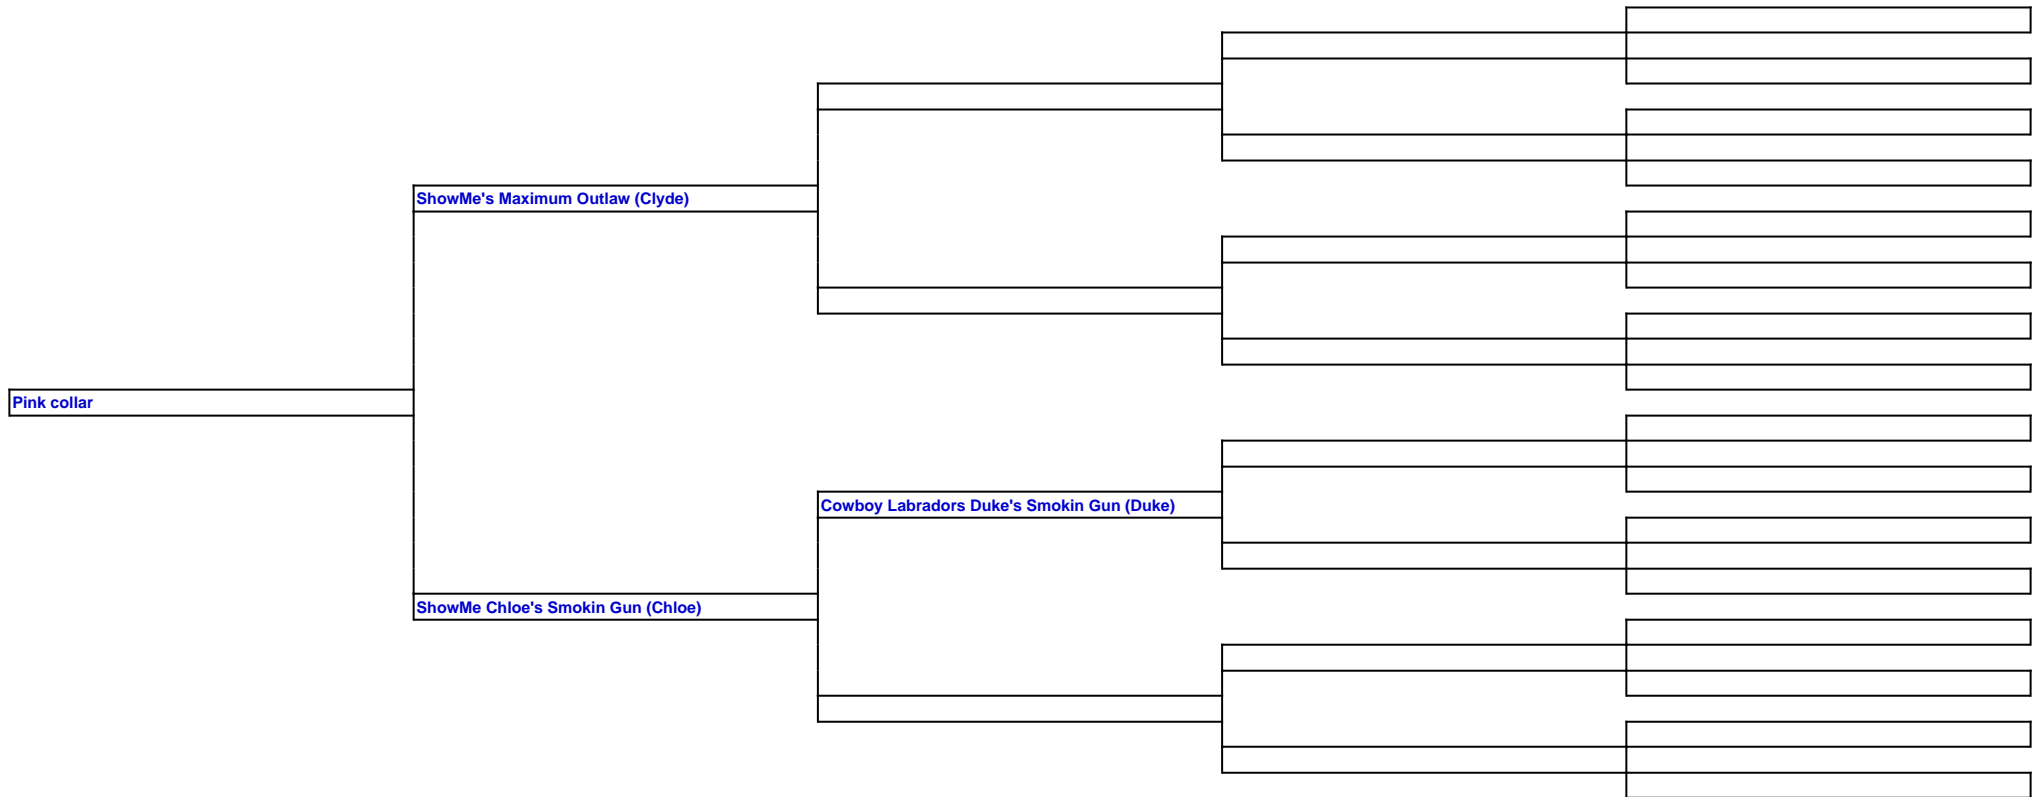 ShowMe's Maximum Outlaw (Clyde)
Pink collar
Cowboy Labradors Duke's Smokin Gun (Duke)
ShowMe Chloe's Smokin Gun (Chloe)